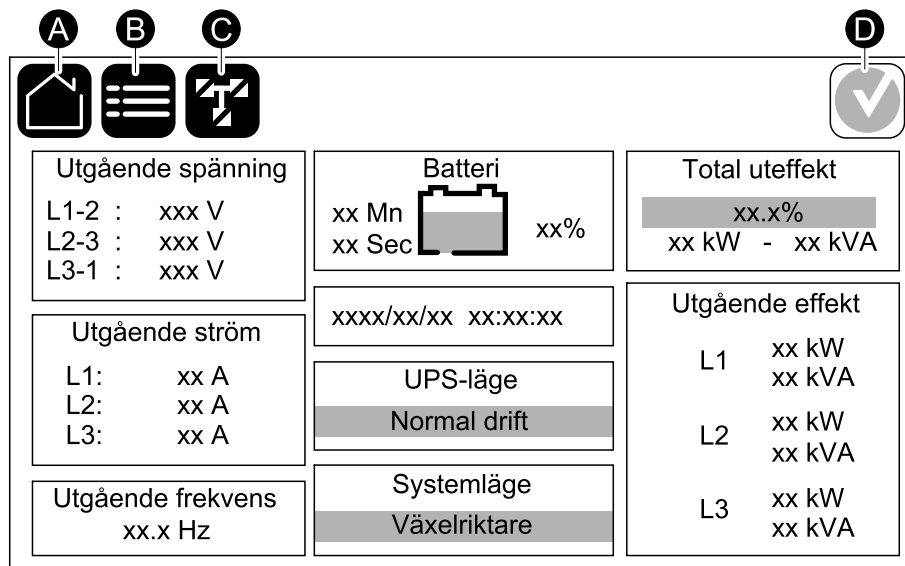 A
B
C
D
Utgående spänning
L1-2 : xxx V
L2-3 : xxx V
L3-1 : xxx V
Utgående ström
L1: xx A
L2: xx A
L3: xx A
Utgående frekvens
xx.x Hz
Batteri
xx Mn
xx Sec
xx%
xxxx/xx/xx xx:xx:xx
UPS-läge
Normal drift
Systemläge
Växelriktare
Total uteffekt
xx.x%
xx kW - xx kVA
Utgående effekt
L1 xx kW
xx kVA
L2 xx kW
xx kVA
L3 xx kW
xx kVA